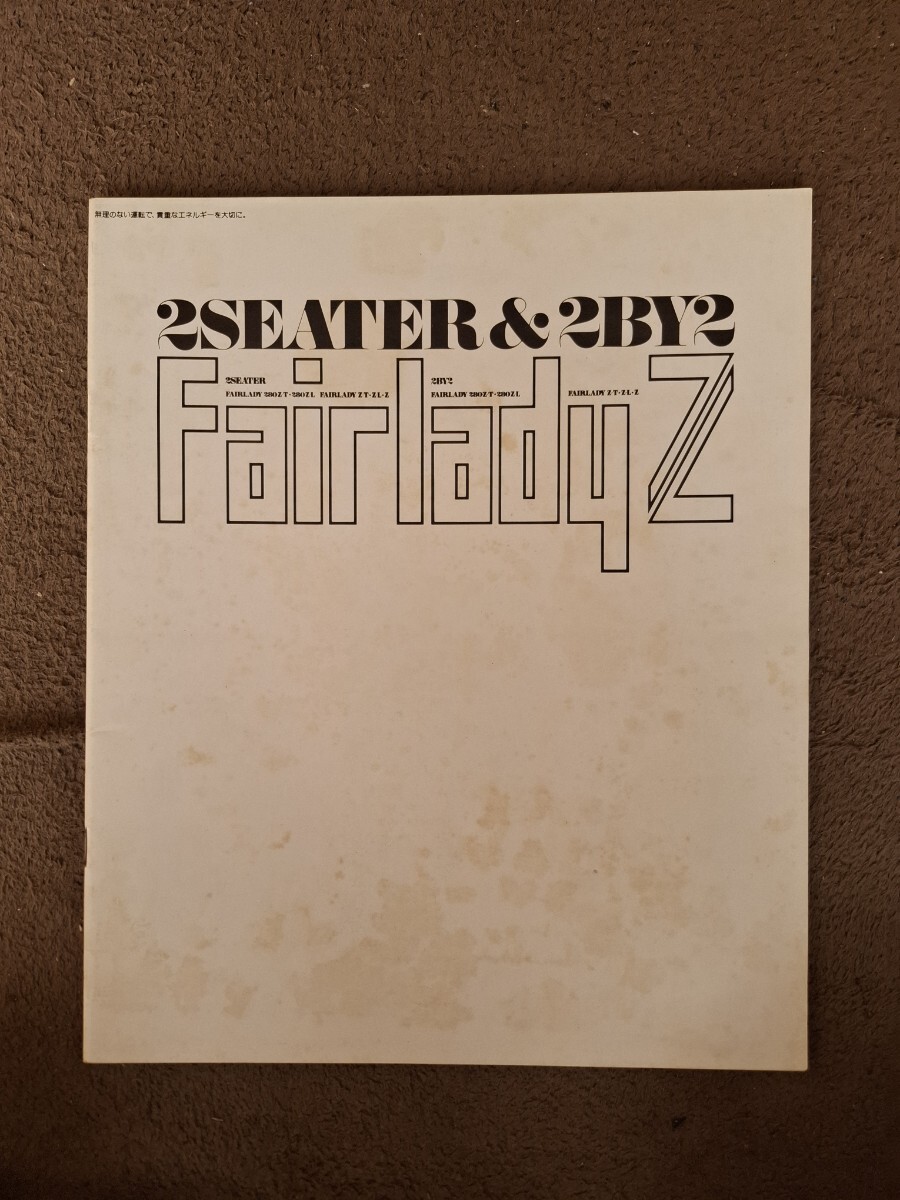 無理のない運転で、貴重なエネルギーを大切に。
2SEATER & 2BY2
Fairlady Z
2SEATER
FAIRLADY 280Z-T・280Z-L FAIRLADY Z-T・Z-L・Z
2BY2
FAIRLADY 280Z-T・280Z-L FAIRLADY Z-T・Z-L・Z